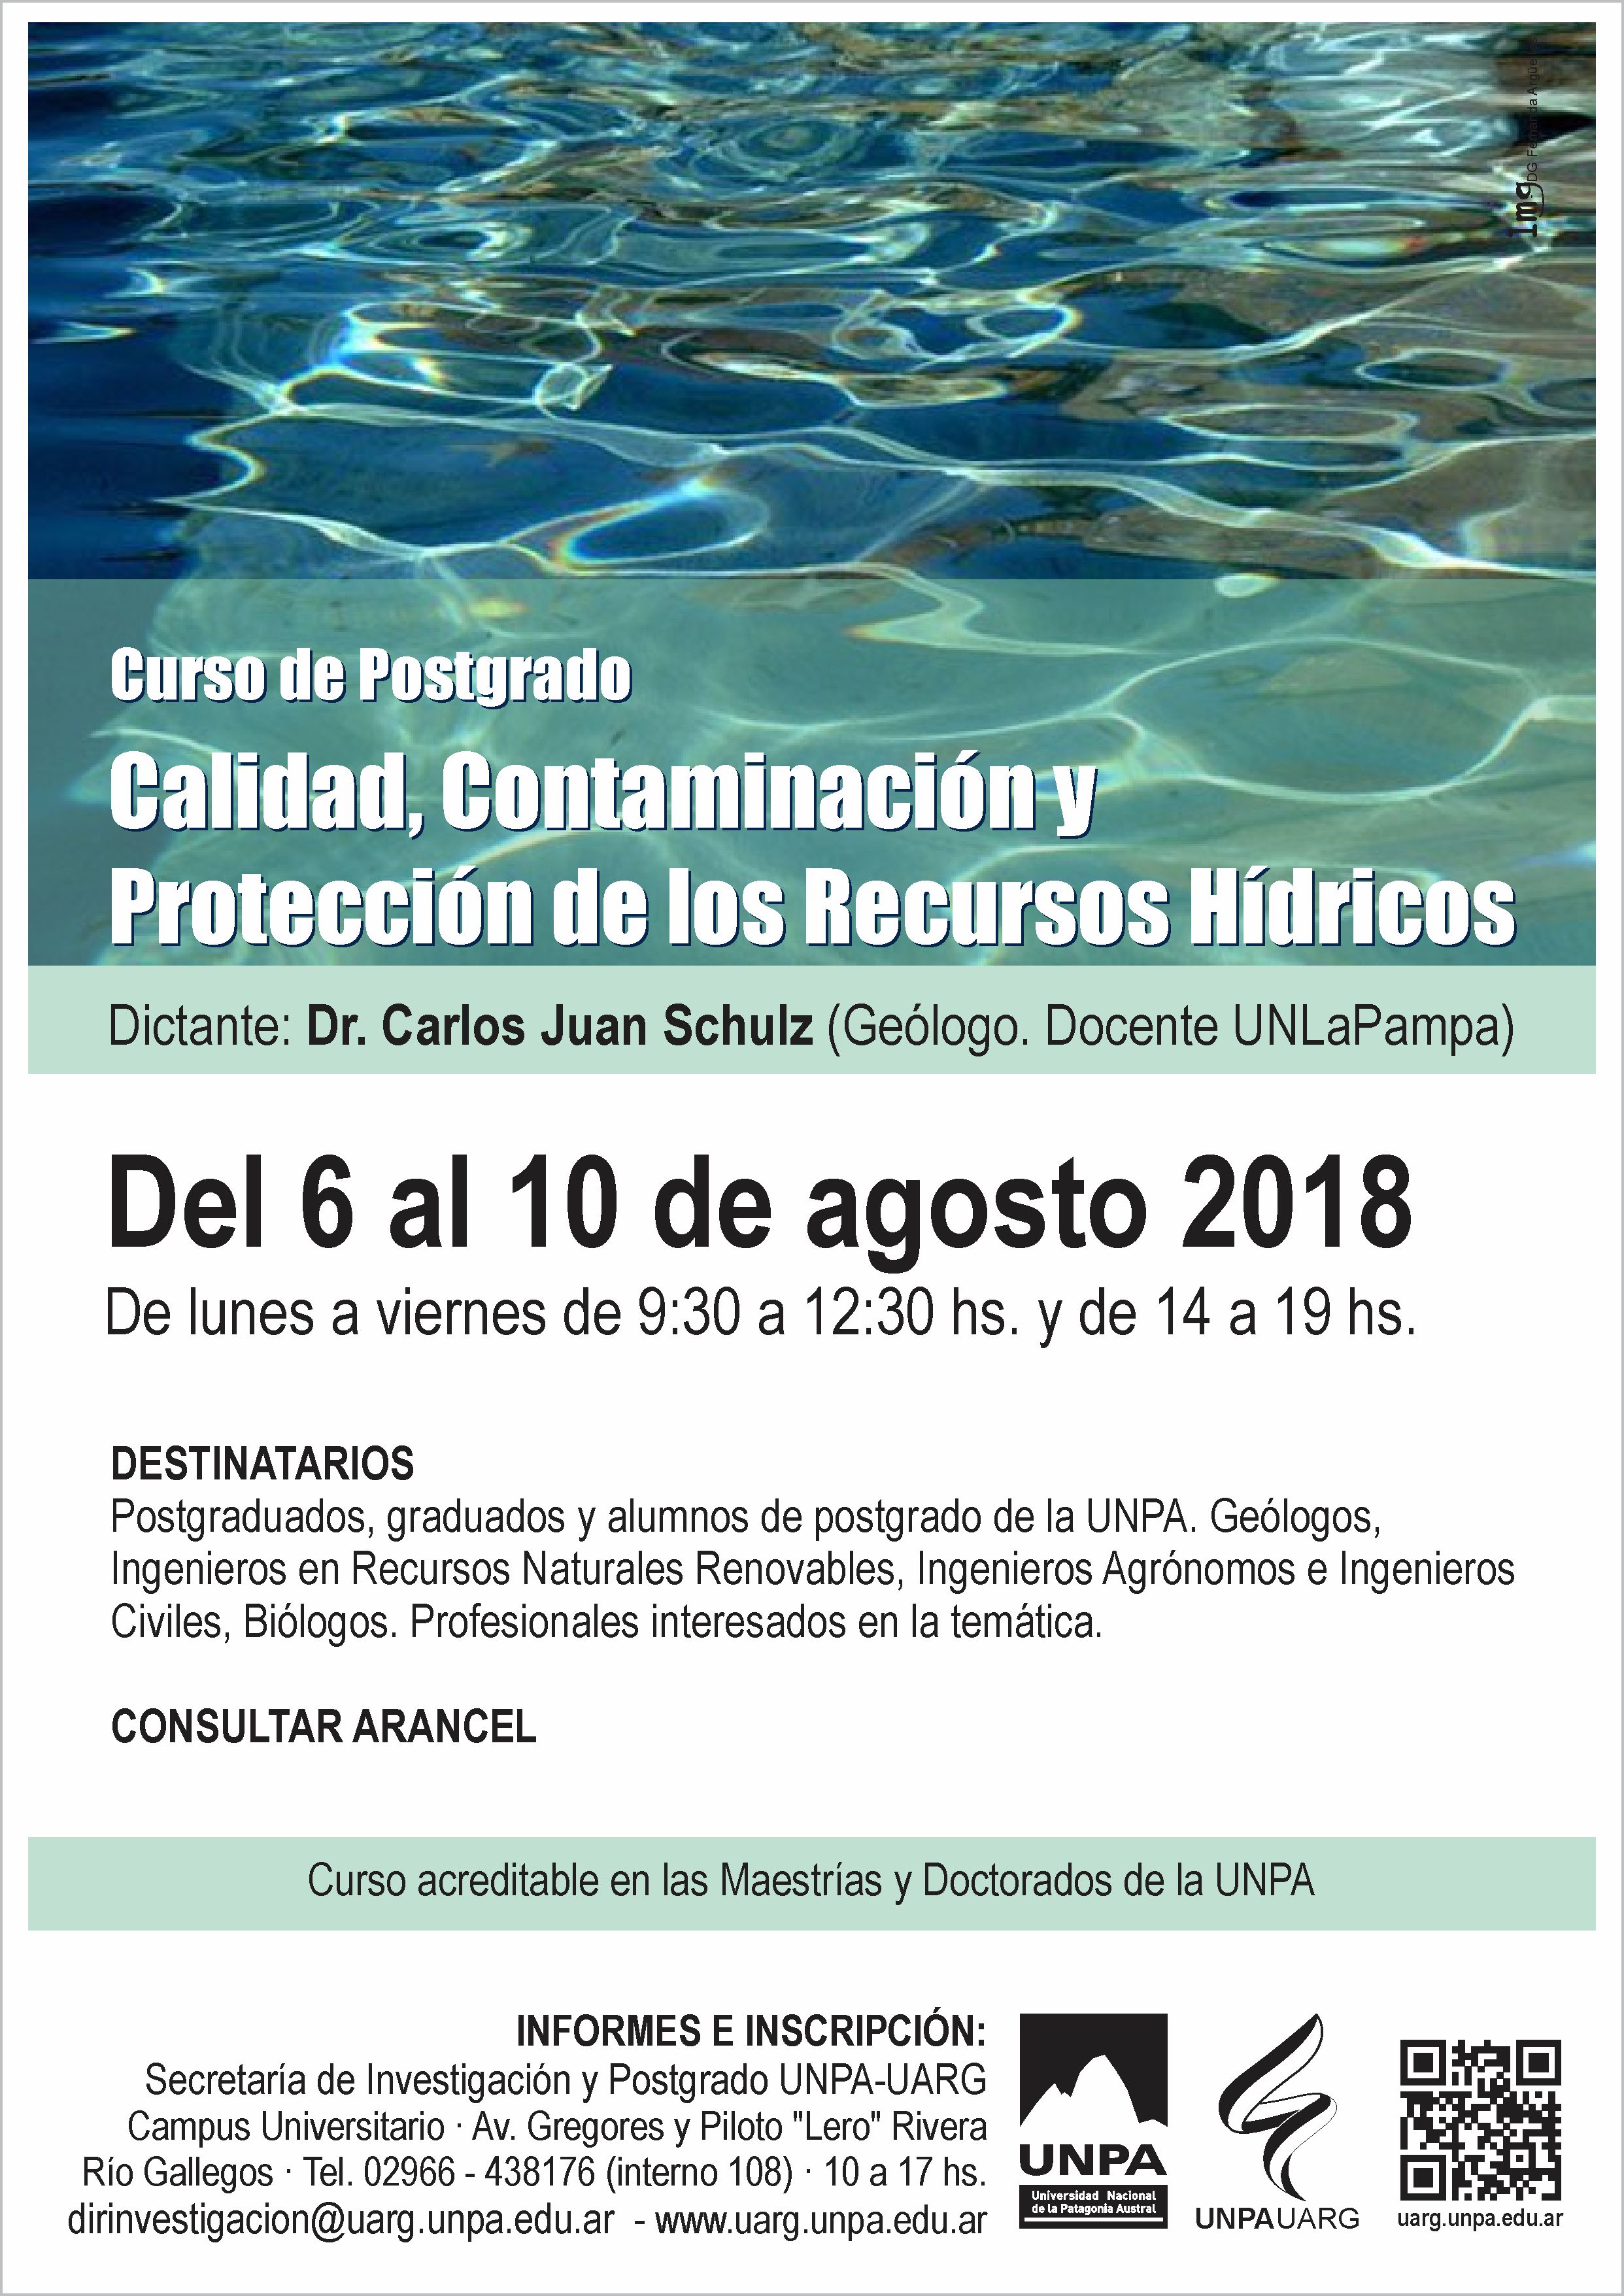 img DG Fernanda
Curso de Postgrado
Calidad, Contaminación y
Protección de los Recursos Hídricos
Dictante: Dr. Carlos Juan Schulz (Geólogo. Docente UNLaPampa)
Del 6 al 10 de agosto 2018
De lunes a viernes de 9:30 a 12:30 hs. y de 14 a 19 hs.
DESTINATARIOS
Postgraduados, graduados y alumnos de postgrado de la UNPA. Geólogos,
Ingenieros en Recursos Naturales Renovables, Ingenieros Agrónomos e Ingenieros
Civiles, Biólogos. Profesionales interesados en la temática.
CONSULTAR ARANCEL
Curso acreditable en las Maestrías y Doctorados de la UNPA
INFORMES E INSCRIPCIÓN:
Secretaría de Investigación y Postgrado UNPA-UARG
Campus Universitario · Av. Gregores y Piloto "Lero" Rivera
Río Gallegos · Tel. 02966 - 438176 (interno 108) · 10 a 17 hs.
dirinvestigacion@uarg.unpa.edu.ar - www.uarg.unpa.edu.ar
UNPA
Universidad Nacional
de la Patagonia Austral
UNPAUARG
uarg.unpa.edu.ar